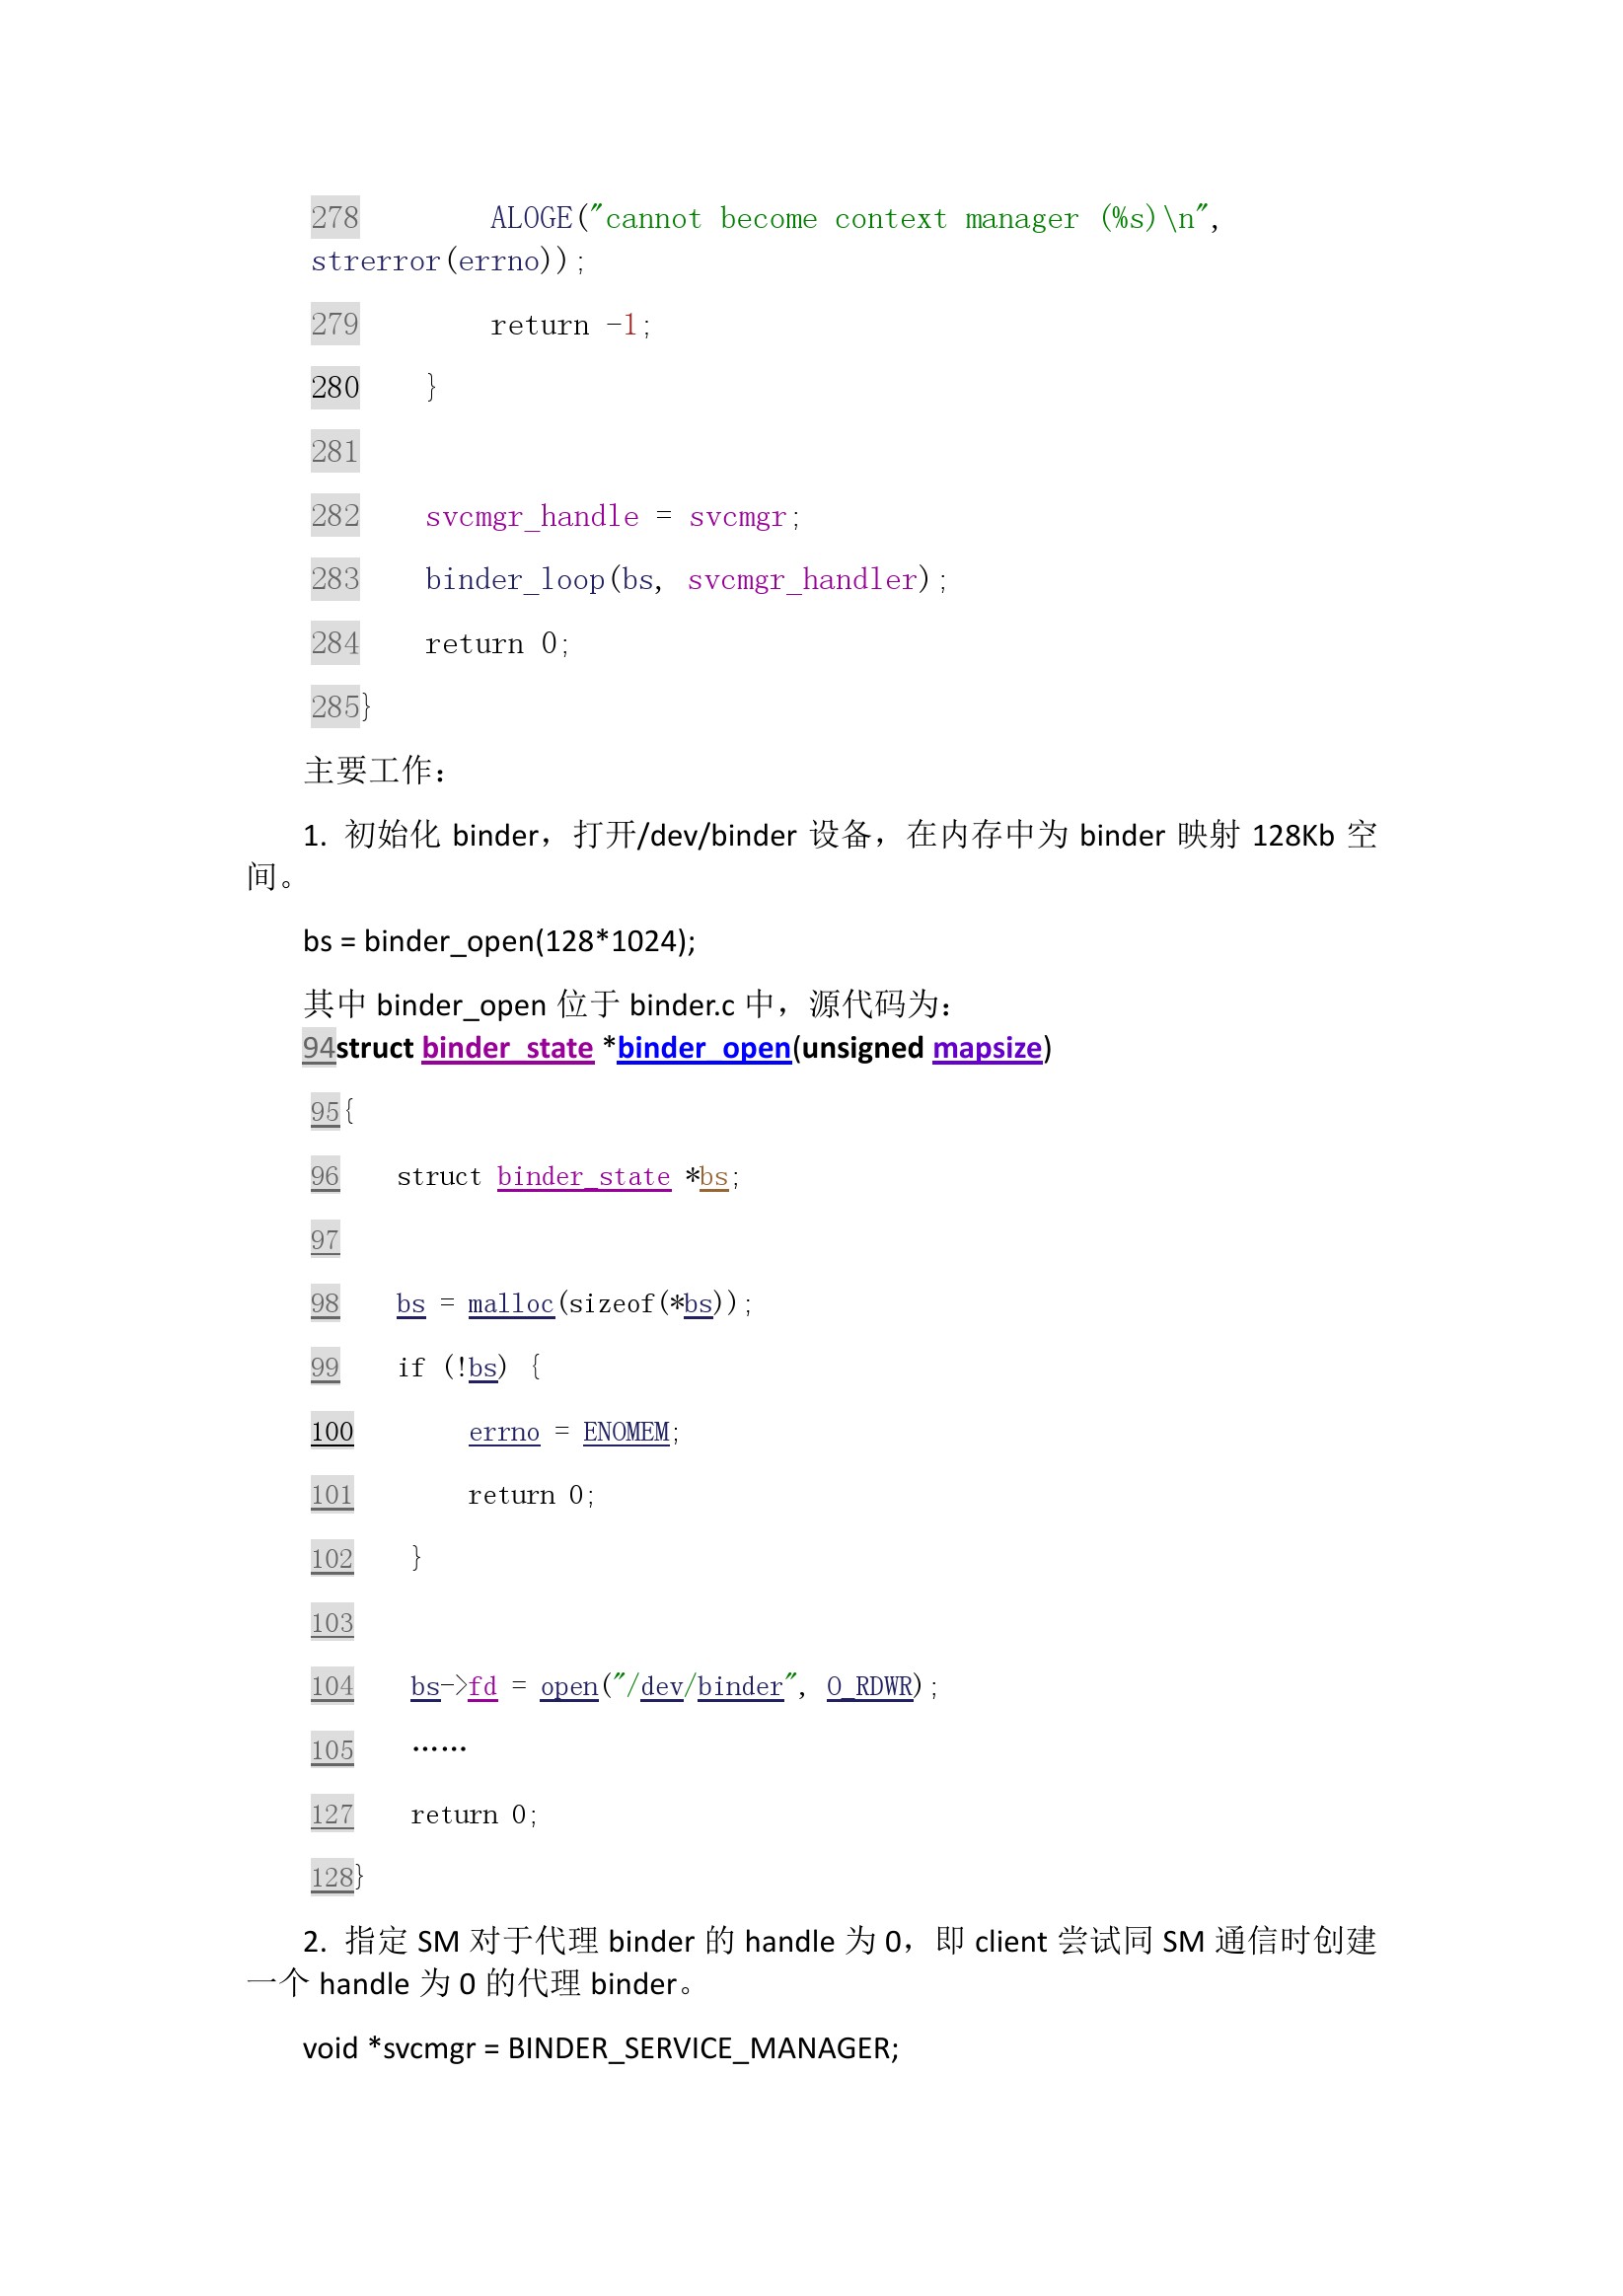 278        ALOGE("cannot become context manager (%s)\n",
strerror(errno));
279        return -1;
280    }
281
282    svcmgr_handle = svcmgr;
283    binder_loop(bs, svcmgr_handler);
284    return 0;
285}
主要工作：
1. 初始化 binder，打开/dev/binder 设备，在内存中为 binder 映射 128Kb 空
间。
bs = binder_open(128*1024);
其中 binder_open 位于 binder.c 中，源代码为：
94struct binder_state *binder_open(unsigned mapsize)
95{
96    struct binder_state *bs;
97
98    bs = malloc(sizeof(*bs));
99    if (!bs) {
100        errno = ENOMEM;
101        return 0;
102    }
103
104    bs->fd = open("/dev/binder", O_RDWR);
105    ……
127    return 0;
128}
2. 指定 SM 对于代理 binder 的 handle 为 0，即 client 尝试同 SM 通信时创建
一个 handle 为 0 的代理 binder。
void *svcmgr = BINDER_SERVICE_MANAGER;